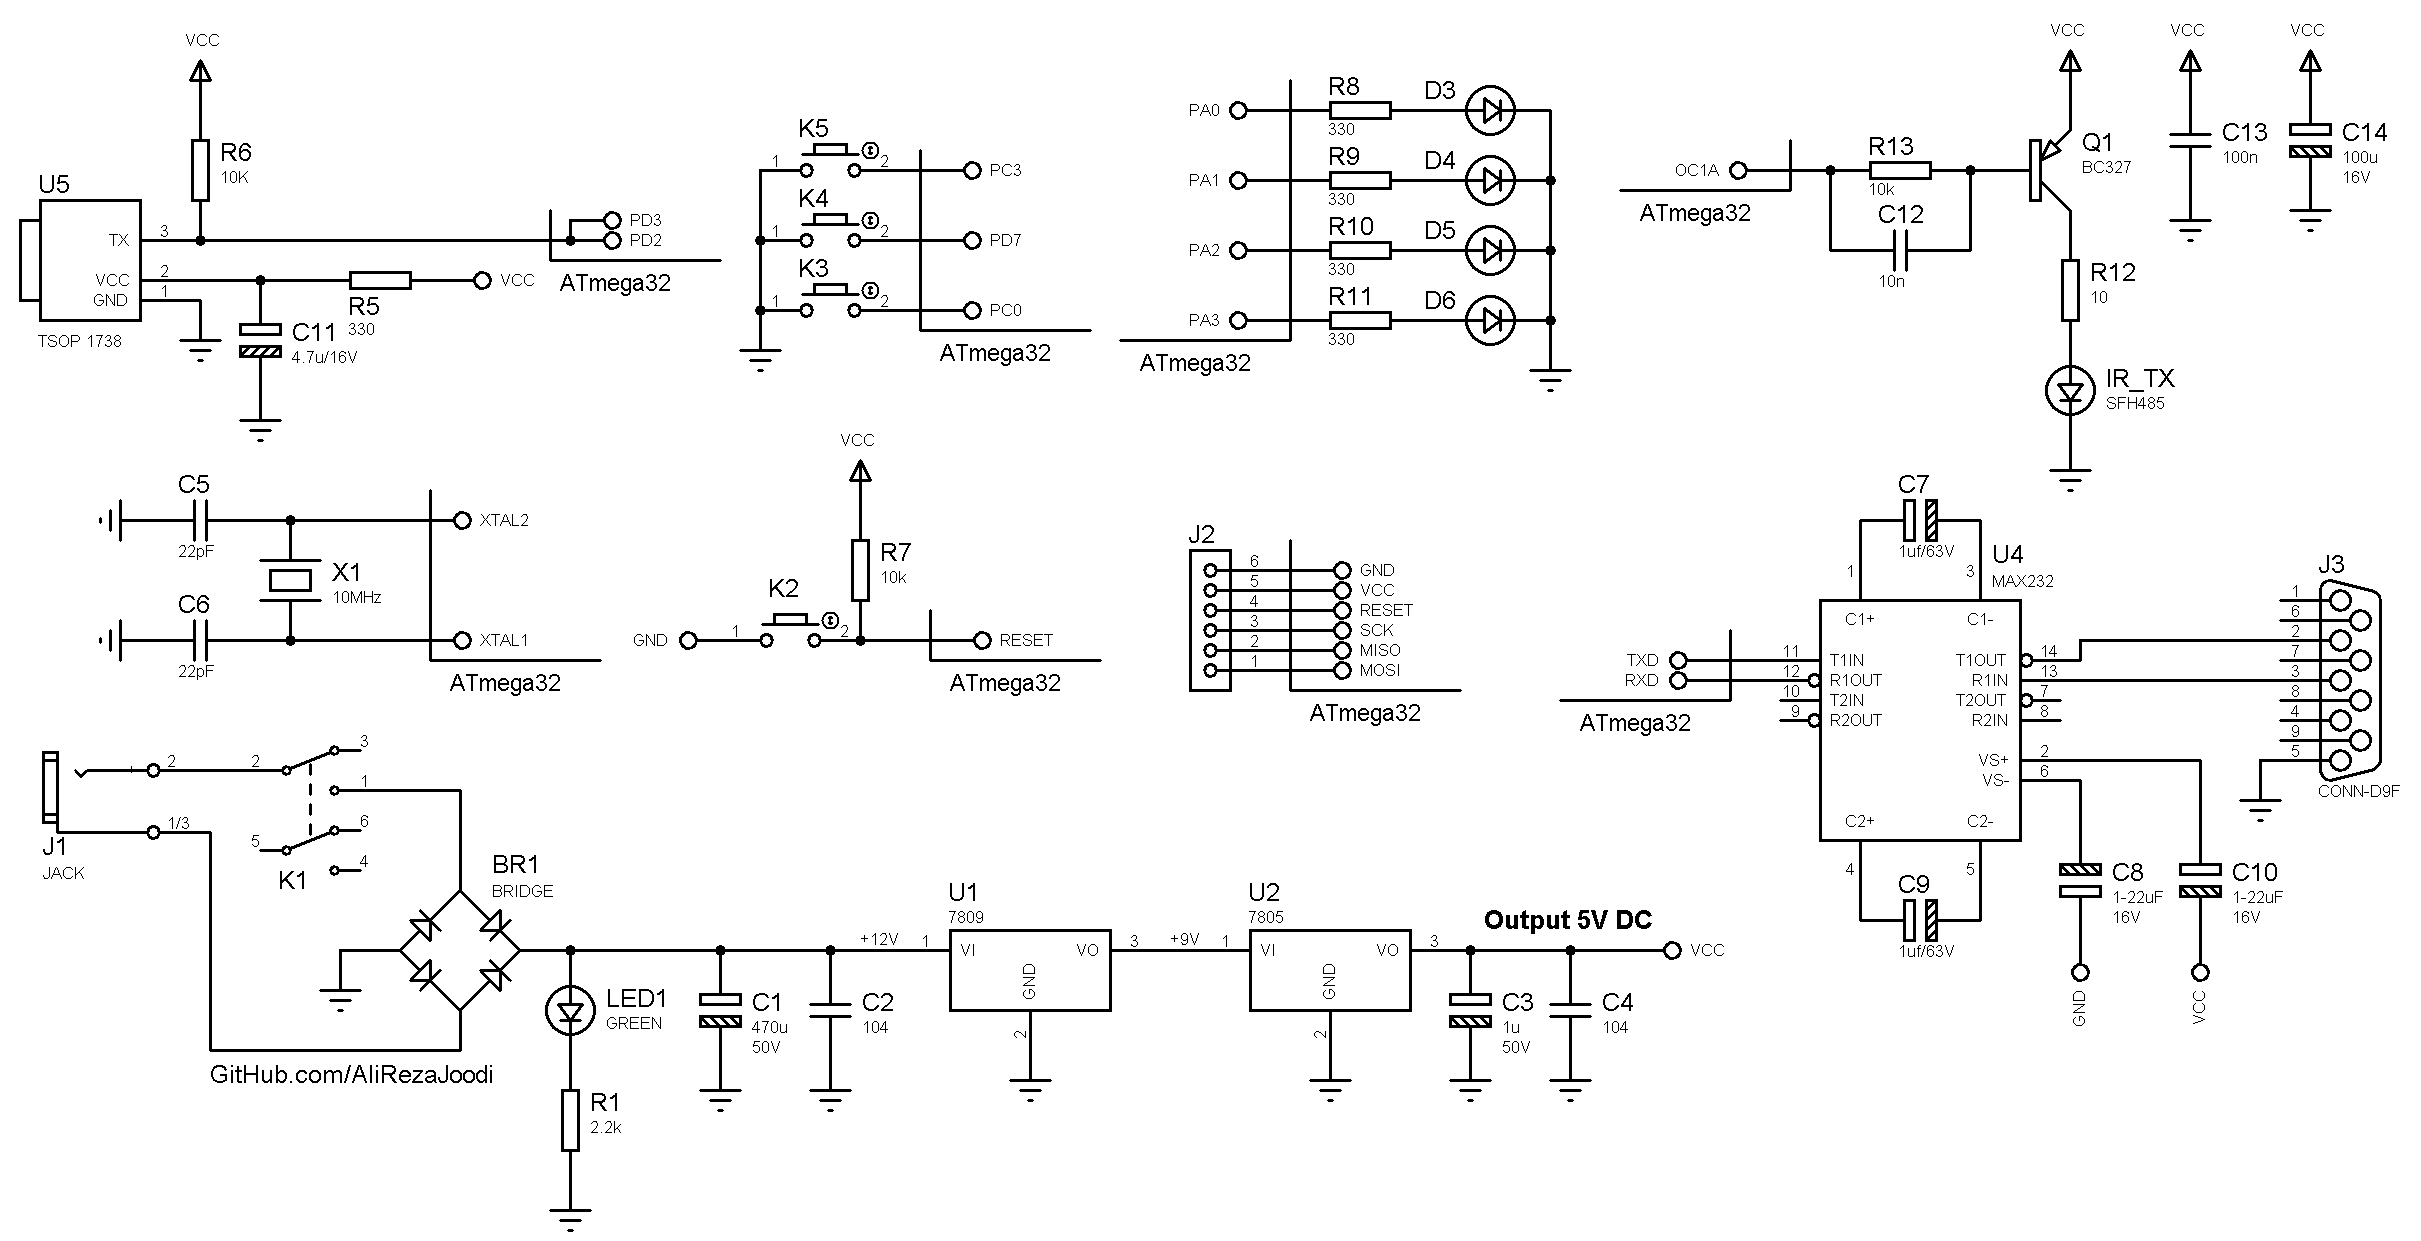 VCC
R6
10K
U5
TX
3
VCC
2
GND
1
TSOP 1738
R5
330
VCC
C11
4.7u/16V
PD3
PD2
ATmega32
K5
1
2
PC3
K4
1
2
PD7
K3
1
2
PC0
ATmega32
PA0
R8
330
D3
PA1
R9
330
D4
PA2
R10
330
D5
PA3
R11
330
D6
ATmega32
OC1A
ATmega32
R13
10k
C12
10n
VCC
Q1
BC327
R12
10
IR_TX
SFH485
VCC
C13
100n
VCC
C14
100u
16V
C5
22pF
XTAL2
X1
10MHz
C6
22pF
XTAL1
ATmega32
VCC
R7
10k
K2
GND
1
2
RESET
ATmega32
J2
6
GND
5
VCC
4
RESET
3
SCK
2
MISO
1
MOSI
ATmega32
C7
1uf/63V
U4
MAX232
1
3
C1+
C1-
TXD
11
T1IN
T1OUT
14
RXD
12
R1OUT
R1IN
13
10
T2IN
T2OUT
7
9
R2OUT
R2IN
8
VS+
2
VS-
6
C2+
C2-
4
5
C9
1uf/63V
ATmega32
J3
1
6
2
7
3
8
4
9
5
CONN-D9F
C8
1-22uF
16V
GND
C10
1-22uF
16V
VCC
J1
JACK
2
1/3
2
3
1
5
6
4
K1
BR1
BRIDGE
GitHub.com/AliRezaJoodi
LED1
GREEN
R1
2.2k
C1
470u
50V
C2
104
+12V
U1
7809
1
VI
VO
3
GND
2
+9V
U2
7805
1
VI
VO
3
GND
2
Output 5V DC
VCC
C3
1u
50V
C4
104